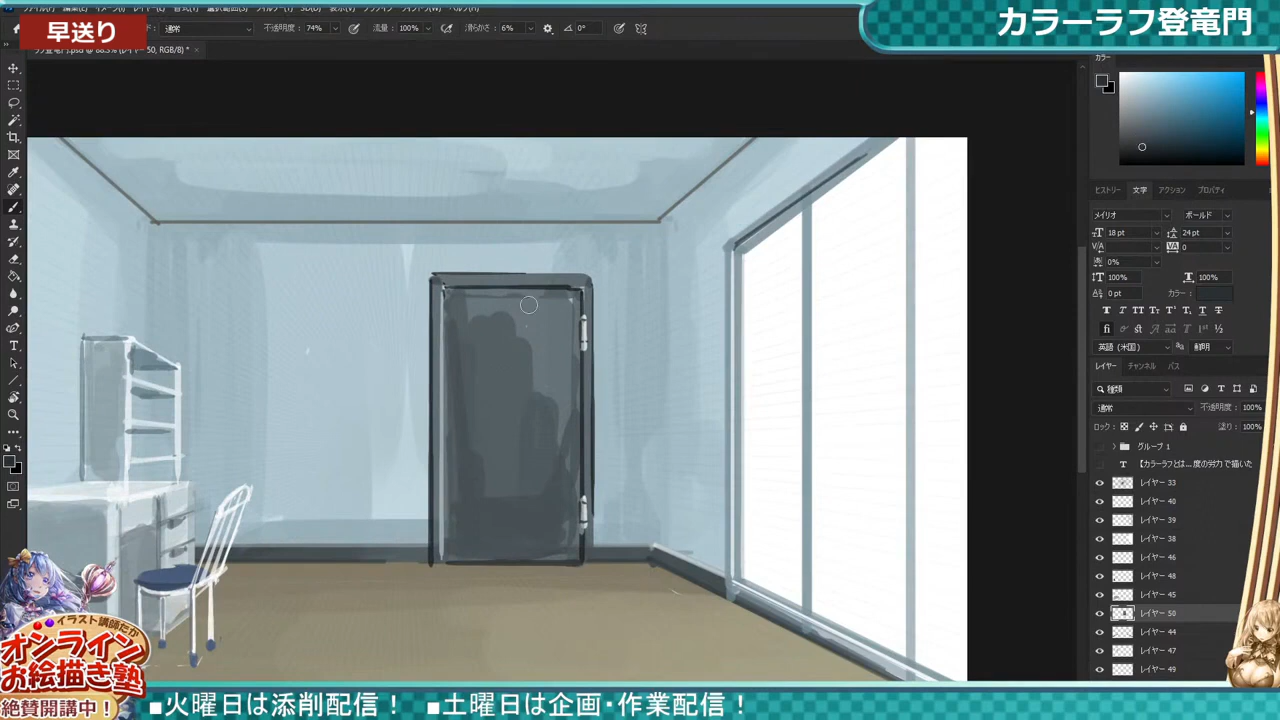 早送り
カラーラフ登竜門
通常
不透明度: 74%
流量: 100%
滑らかさ: 6%
0°
カラー
ヒストリー 文字 アクション プロパティ
メイリオ ボールド
18 pt 24 pt
0
0%
100% 100%
0 pt カラー:
英語 (米国) aa 鮮明
レイヤー チャンネル パス
種類
通常 不透明度: 100%
ロック: 塗り: 100%
グループ 1
【カラーラフとは...度の労力で描いた
レイヤー 33
レイヤー 40
レイヤー 39
レイヤー 38
レイヤー 46
レイヤー 48
レイヤー 45
レイヤー 50
レイヤー 44
レイヤー 47
レイヤー 49
イラスト講師だか
オンライン
お絵描き塾
絶賛開講中!
■火曜日は添削配信! ■土曜日は企画・作業配信!